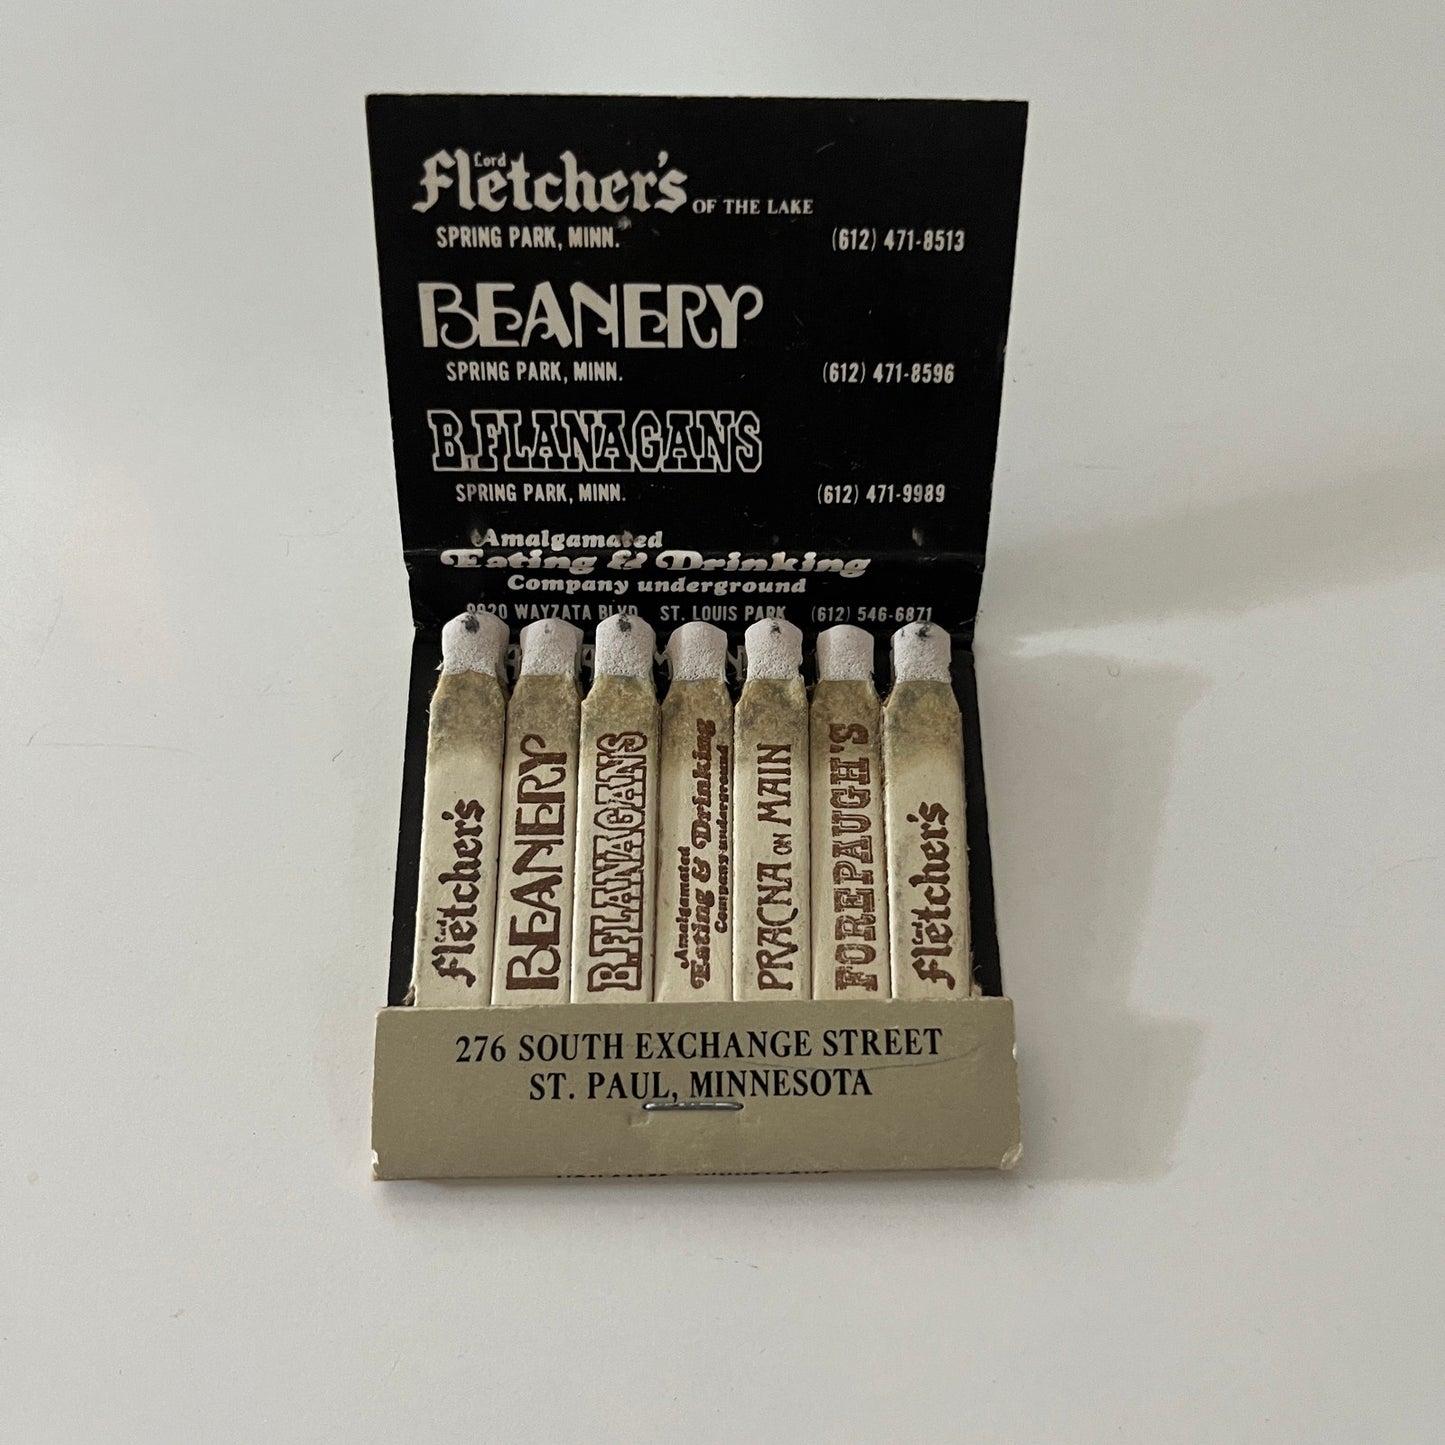 Lord
Fletcher's OF THE LAKE
SPRING PARK, MINN. (612) 471-8513
BEANERY
SPRING PARK, MINN. (612) 471-8596
B. FLANAGANS
SPRING PARK, MINN. (612) 471-9989
Amalgamated
Eating & Drinking
Company underground
9920 WAYZATA BLVD. ST. LOUIS PARK (612) 546-6871
Lord
Fletcher's
BEANERY
B. FLANAGANS
Amalgamated
Eating & Drinking
Company underground
PRACNA ON MAIN
FOREPAUGH'S
Lord
Fletcher's
276 SOUTH EXCHANGE STREET
ST. PAUL, MINNESOTA